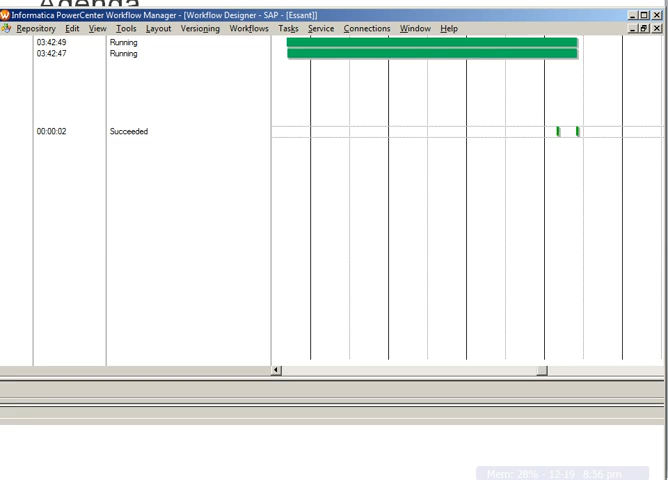 Agenda
Informatica PowerCenter Workflow Manager - [Workflow Designer - SAP - [Essant]]
Repository Edit View Tools Layout Versioning Workflows Tasks Service Connections Window Help
03:42:49 Running
03:42:47 Running
00:00:02 Succeeded
Mem: 28% - 12-19 8:56 pm